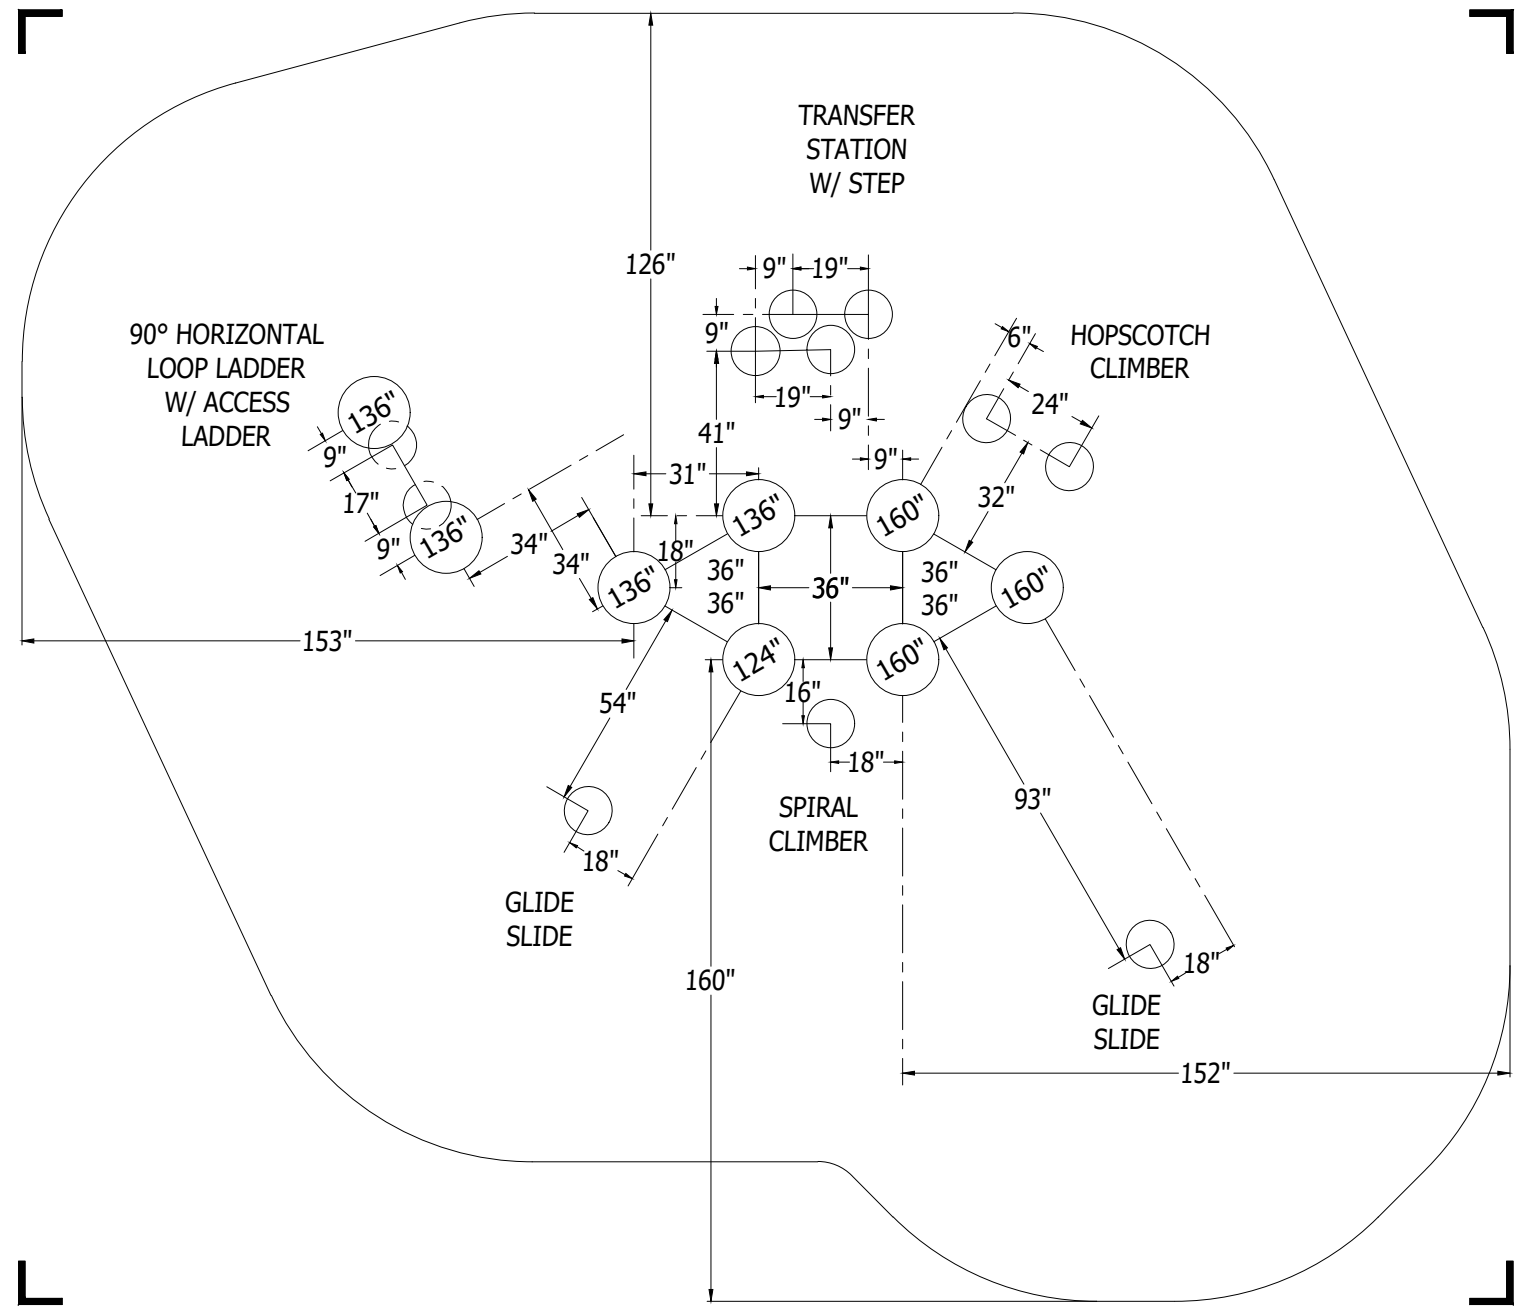 TRANSFER
STATION
W/ STEP
126"
9"
19"
9"
19"
9"
41"
9"
90° HORIZONTAL
LOOP LADDER
W/ ACCESS
LADDER
136"
9"
17"
9"
136"
34"
34"
31"
18"
6"
HOPSCOTCH
CLIMBER
24"
32"
136"
160"
136"
36"
36"
36"
36"
36"
160"
124"
160"
153"
54"
16"
18"
SPIRAL
CLIMBER
93"
18"
GLIDE
SLIDE
160"
18"
GLIDE
SLIDE
152"